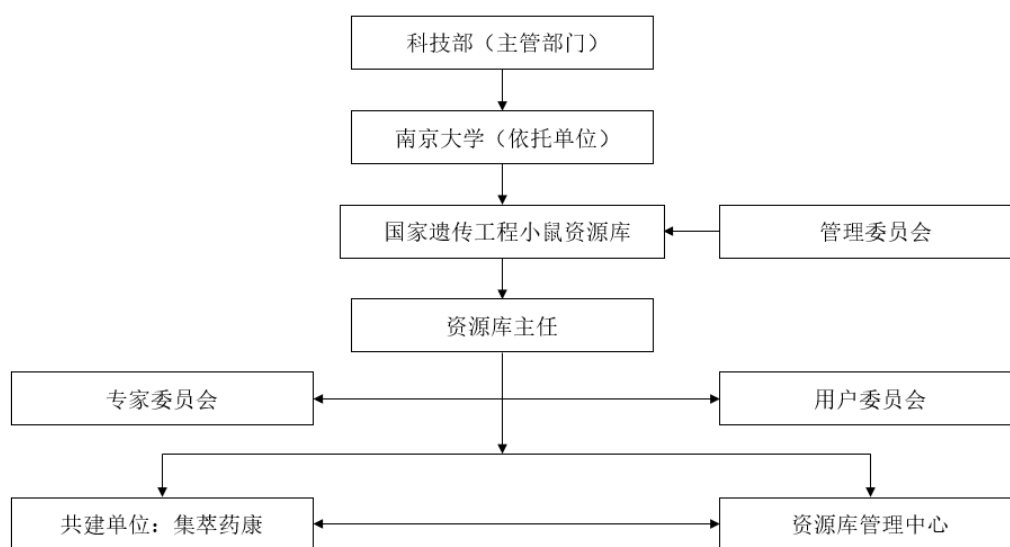 科技部（主管部门）
南京大学（依托单位）
国家遗传工程小鼠资源库
管理委员会
资源库主任
专家委员会
用户委员会
共建单位：集萃药康
资源库管理中心